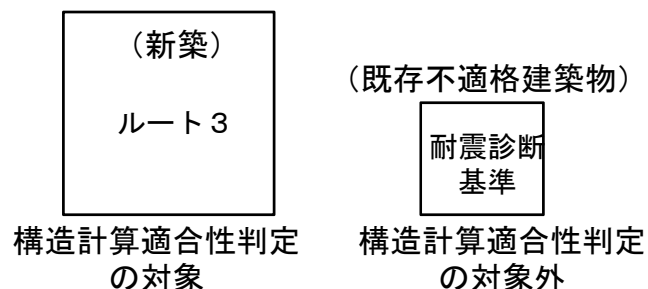 （新築）
ルート３
構造計算適合性判定
の対象
（既存不適格建築物）
耐震診断
基準
構造計算適合性判定
の対象外